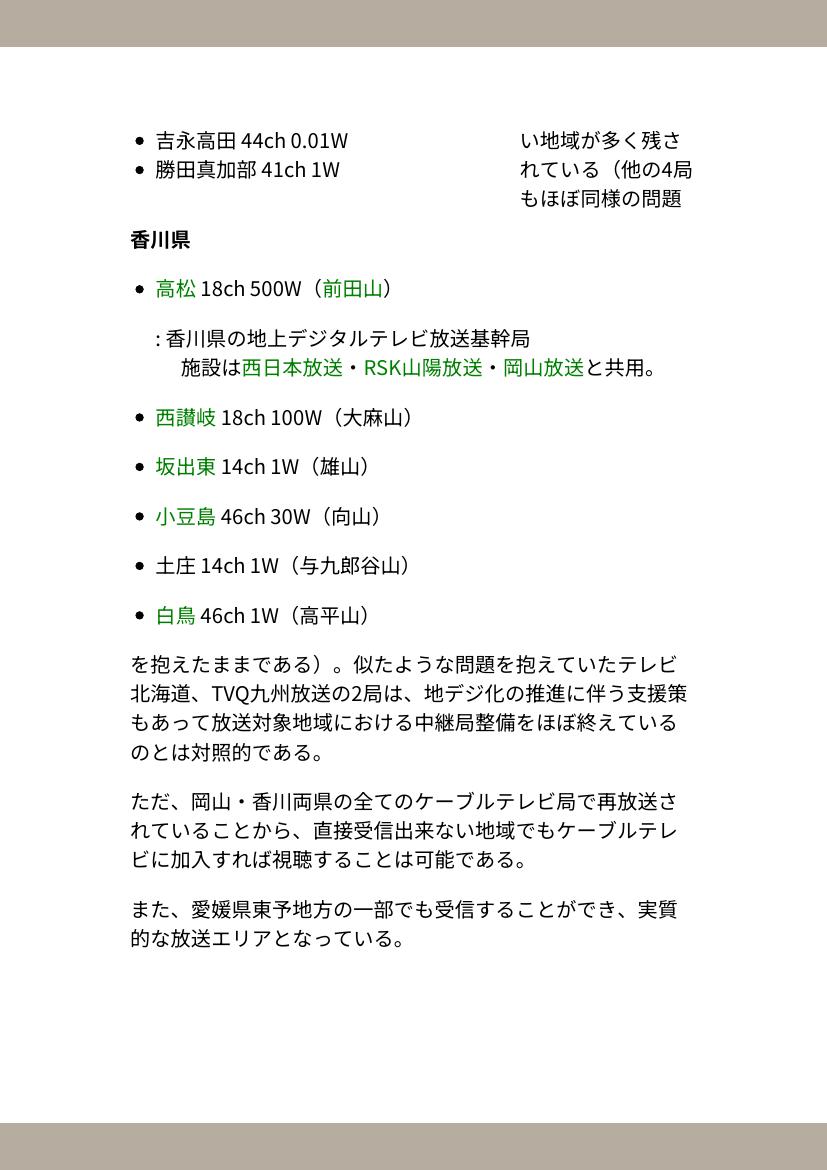 吉永高田 44ch 0.01W
勝田真加部 41ch 1W
い地域が多く残さ
れている（他の4局
もほぼ同様の問題
香川県
高松 18ch 500W（前田山）
: 香川県の地上デジタルテレビ放送基幹局
施設は西日本放送・RSK山陽放送・岡山放送と共用。
西讃岐 18ch 100W（大麻山）
坂出東 14ch 1W（雄山）
小豆島 46ch 30W（向山）
土庄 14ch 1W（与九郎谷山）
白鳥 46ch 1W（高平山）
を抱えたままである）。似たような問題を抱えていたテレビ
北海道、TVQ九州放送の2局は、地デジ化の推進に伴う支援策
もあって放送対象地域における中継局整備をほぼ終えている
のとは対照的である。
ただ、岡山・香川両県の全てのケーブルテレビ局で再放送さ
れていることから、直接受信出来ない地域でもケーブルテレ
ビに加入すれば視聴することは可能である。
また、愛媛県東予地方の一部でも受信することができ、実質
的な放送エリアとなっている。